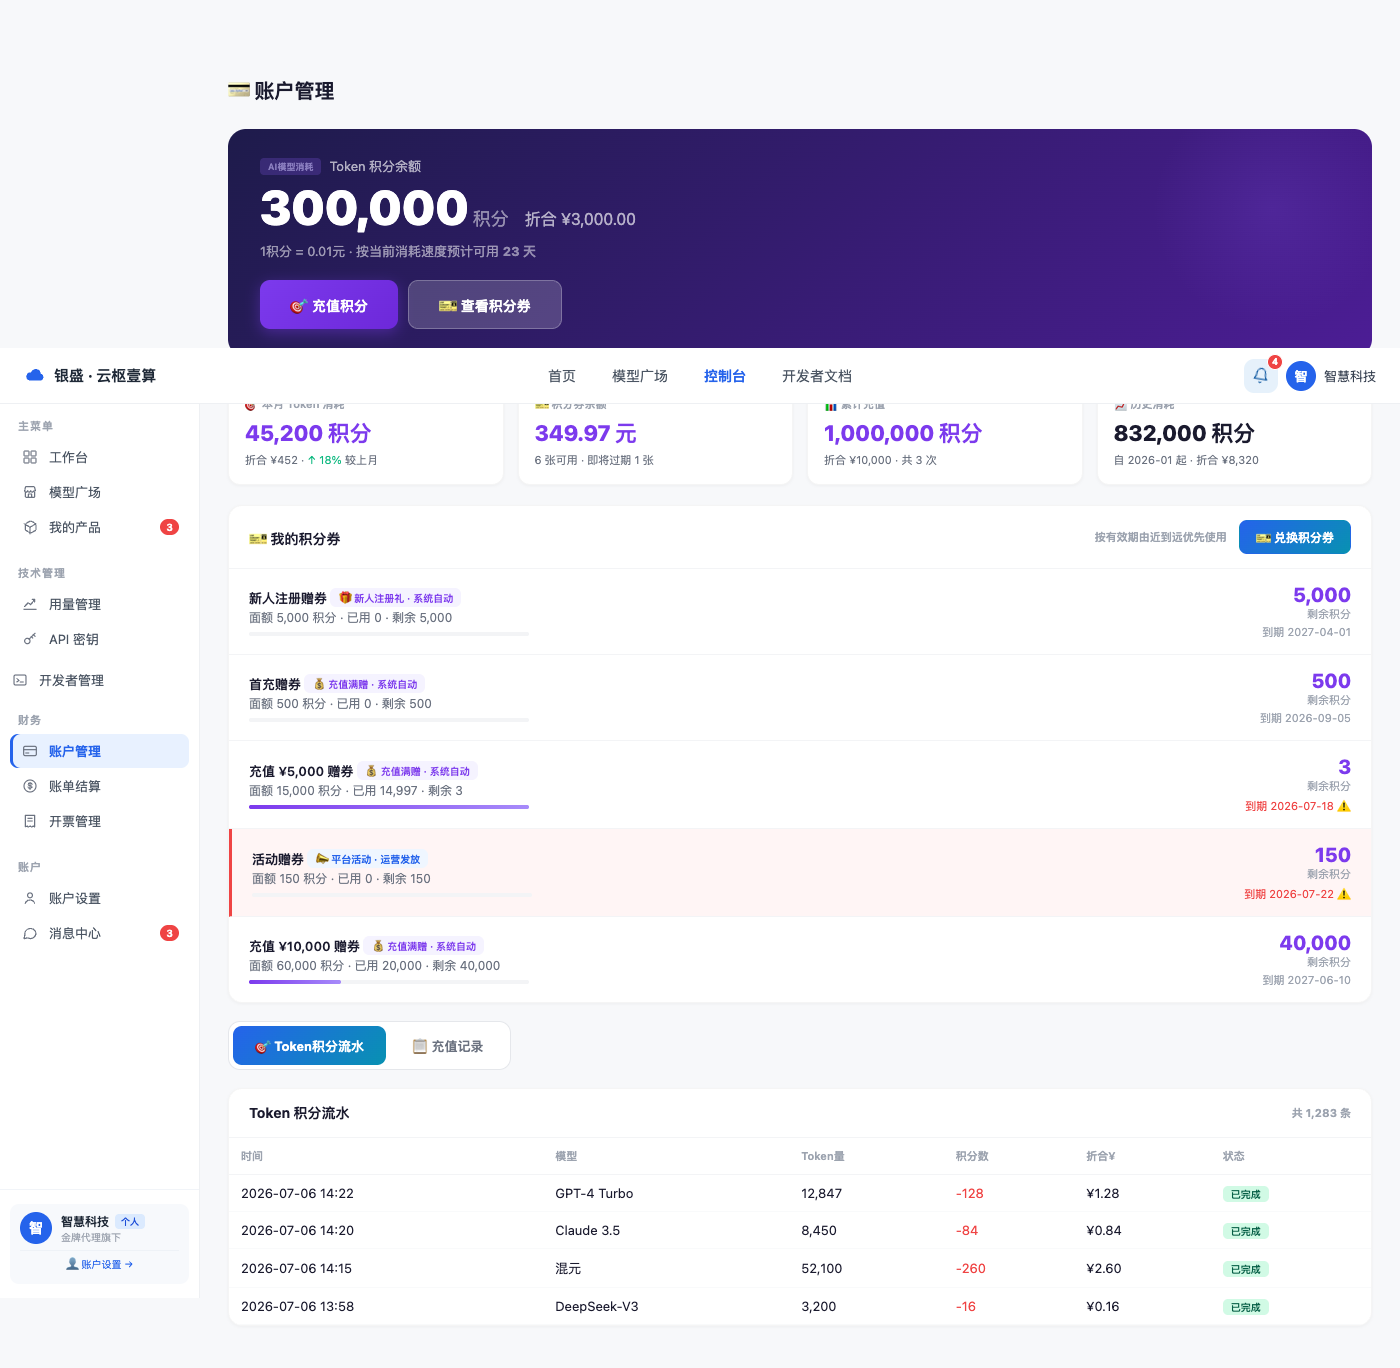 账户管理
AI模型消耗 Token 积分余额
300,000 积分 折合 ¥3,000.00
1积分 = 0.01元 · 按当前消耗速度预计可用 23 天
充值积分 查看积分券
银盛 · 云枢壹算 首页 模型广场 控制台 开发者文档 4 智 智慧科技
本月 Token 消耗 积分券余额 累计充值 历史消耗
45,200 积分 349.97 元 1,000,000 积分 832,000 积分
折合 ¥452 · ↑ 18% 较上月 6 张可用 · 即将过期 1 张 折合 ¥10,000 · 共 3 次 自 2026-01 起 · 折合 ¥8,320
主菜单
工作台
模型广场
我的产品 3
技术管理
用量管理
API 密钥
开发者管理
财务
账户管理
账单结算
开票管理
账户
账户设置
消息中心 3
智 智慧科技 个人
金牌代理旗下
账户设置 →
我的积分券 按有效期由近到远优先使用 兑换积分券
新人注册赠券 新人注册礼 · 系统自动 5,000
面额 5,000 积分 · 已用 0 · 剩余 5,000 剩余积分
到期 2027-04-01
首充赠券 充值满赠 · 系统自动 500
面额 500 积分 · 已用 0 · 剩余 500 剩余积分
到期 2026-09-05
充值 ¥5,000 赠券 充值满赠 · 系统自动 3
面额 15,000 积分 · 已用 14,997 · 剩余 3 剩余积分
到期 2026-07-18
活动赠券 平台活动 · 运营发放 150
面额 150 积分 · 已用 0 · 剩余 150 剩余积分
到期 2026-07-22
充值 ¥10,000 赠券 充值满赠 · 系统自动 40,000
面额 60,000 积分 · 已用 20,000 · 剩余 40,000 剩余积分
到期 2027-06-10
Token积分流水 充值记录
Token 积分流水 共 1,283 条
时间 模型 Token量 积分数 折合¥ 状态
2026-07-06 14:22 GPT-4 Turbo 12,847 -128 ¥1.28 已完成
2026-07-06 14:20 Claude 3.5 8,450 -84 ¥0.84 已完成
2026-07-06 14:15 混元 52,100 -260 ¥2.60 已完成
2026-07-06 13:58 DeepSeek-V3 3,200 -16 ¥0.16 已完成